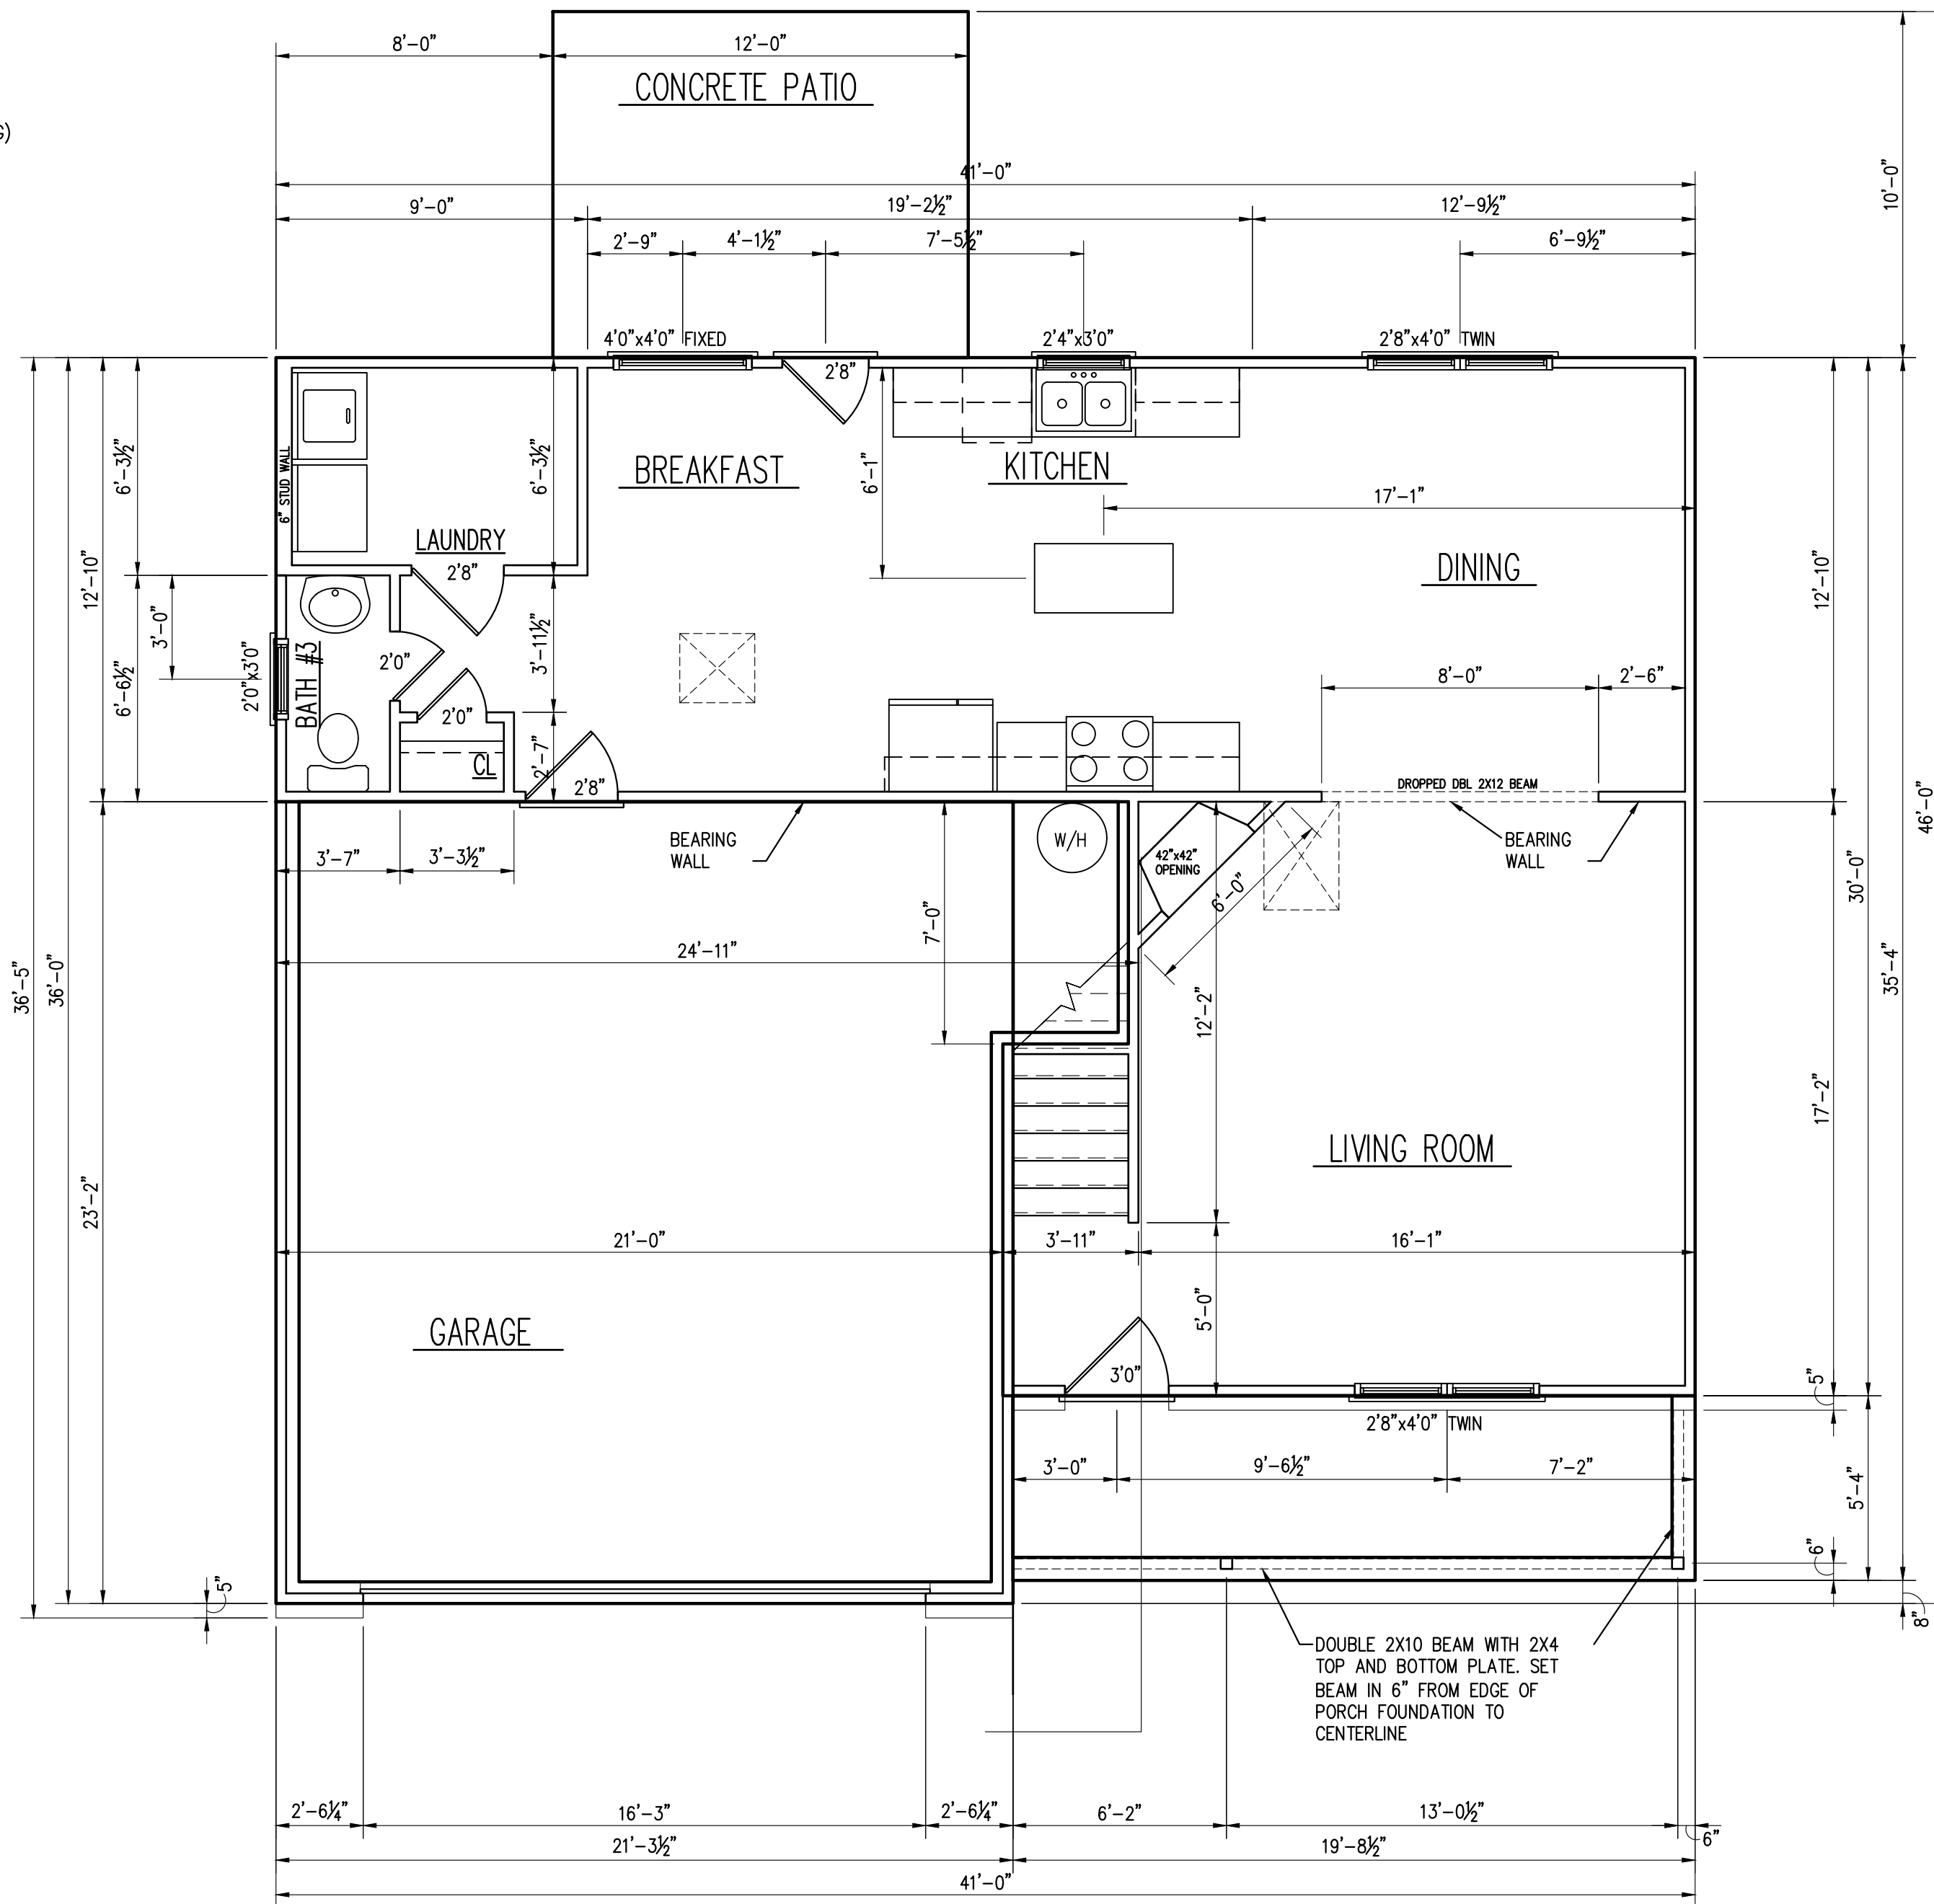 8'-0"
12'-0"
CONCRETE PATIO
G)
41'-0"
10'-0"
9'-0"
19'-2½"
12'-9½"
2'-9"
4'-1½"
7'-5½"
6'-9½"
4'0"x4'0" FIXED
2'4"x3'0"
2'8"x4'0" TWIN
2'8"
6'-3½"
6" STUD WALL
6'-3½"
BREAKFAST
6'-1"
KITCHEN
17'-1"
LAUNDRY
2'8"
DINING
12'-10"
12'-10"
3'-0"
6'-6½"
2'0"x3'0"
BATH #3
2'0"
3'-11½"
2'0"
CL
2'-7"
2'8"
8'-0"
2'-6"
DROPPED DBL 2X12 BEAM
46'-0"
BEARING
WALL
W/H
42"x42"
OPENING
BEARING
WALL
3'-7"
3'-3½"
6'-0"
30'-0"
7'-0"
24'-11"
36'-5"
36'-0"
35'-4"
12'-2"
17'-2"
LIVING ROOM
23'-2"
21'-0"
3'-11"
16'-1"
5'-0"
GARAGE
3'0"
5"
2'8"x4'0" TWIN
3'-0"
9'-6½"
7'-2"
5'-4"
6"
5"
8"
DOUBLE 2X10 BEAM WITH 2X4
TOP AND BOTTOM PLATE. SET
BEAM IN 6" FROM EDGE OF
PORCH FOUNDATION TO
CENTERLINE
2'-6¼"
16'-3"
2'-6¼"
6'-2"
13'-0½"
6"
21'-3½"
19'-8½"
41'-0"